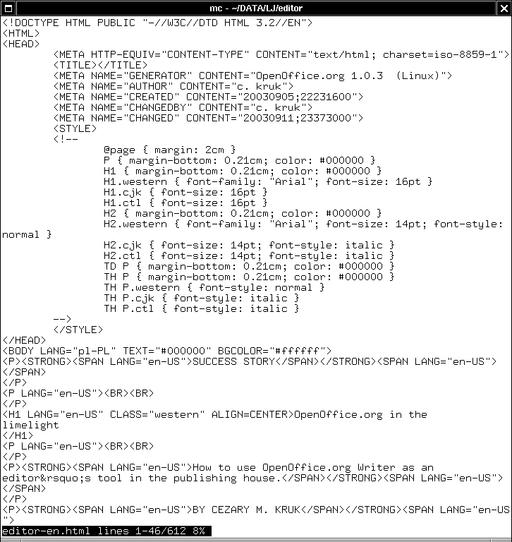 mc - ~/DATA/LJ/editor
<!DOCTYPE HTML PUBLIC "-//W3C//DTD HTML 3.2//EN">
<HTML>
<HEAD>
<META HTTP-EQUIV="CONTENT-TYPE" CONTENT="text/html; charset=iso-8859-1">
<TITLE></TITLE>
<META NAME="GENERATOR" CONTENT="OpenOffice.org 1.0.3  (Linux)">
<META NAME="AUTHOR" CONTENT="c. kruk">
<META NAME="CREATED" CONTENT="20030905;22231600">
<META NAME="CHANGEDBY" CONTENT="c. kruk">
<META NAME="CHANGED" CONTENT="20030911;23373000">
<STYLE>
<!--
@page { margin: 2cm }
P { margin-bottom: 0.21cm; color: #000000 }
H1 { margin-bottom: 0.21cm; color: #000000 }
H1.western { font-family: "Arial"; font-size: 16pt }
H1.cjk { font-size: 16pt }
H1.ctl { font-size: 16pt }
H2 { margin-bottom: 0.21cm; color: #000000 }
H2.western { font-family: "Arial"; font-size: 14pt; font-style:
normal }
H2.cjk { font-size: 14pt; font-style: italic }
H2.ctl { font-size: 14pt; font-style: italic }
TD P { margin-bottom: 0.21cm; color: #000000 }
TH P { margin-bottom: 0.21cm; color: #000000 }
TH P.western { font-style: normal }
TH P.cjk { font-style: italic }
TH P.ctl { font-style: italic }
-->
</STYLE>
</HEAD>
<BODY LANG="pl-PL" TEXT="#000000" BGCOLOR="#ffffff">
<P><STRONG><SPAN LANG="en-US">SUCCESS STORY</SPAN></STRONG><SPAN LANG="en-US">
</SPAN>
</P>
<P LANG="en-US"><BR><BR>
</P>
<H1 LANG="en-US" CLASS="western" ALIGN=CENTER>OpenOffice.org in the
limelight
</H1>
<P LANG="en-US"><BR><BR>
</P>
<P><STRONG><SPAN LANG="en-US">How to use OpenOffice.org Writer as an
editor&rsquo;s tool in the publishing house.</SPAN></STRONG><SPAN LANG="en-US">
</SPAN>
</P>
<P><STRONG><SPAN LANG="en-US">BY CEZARY M. KRUK</SPAN></STRONG><SPAN LANG="en-US
">
editor-en.html lines 1-46/612 8%